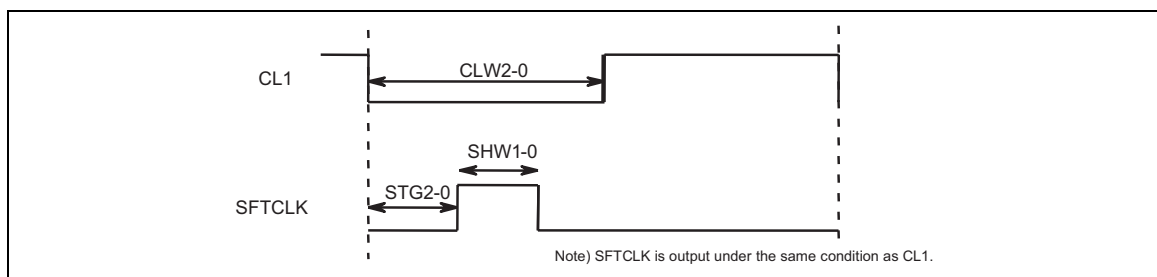 CL1
CLW2-0
SHW1-0
STG2-0
SFTCLK
Note) SFTCLK is output under the same condition as CL1.